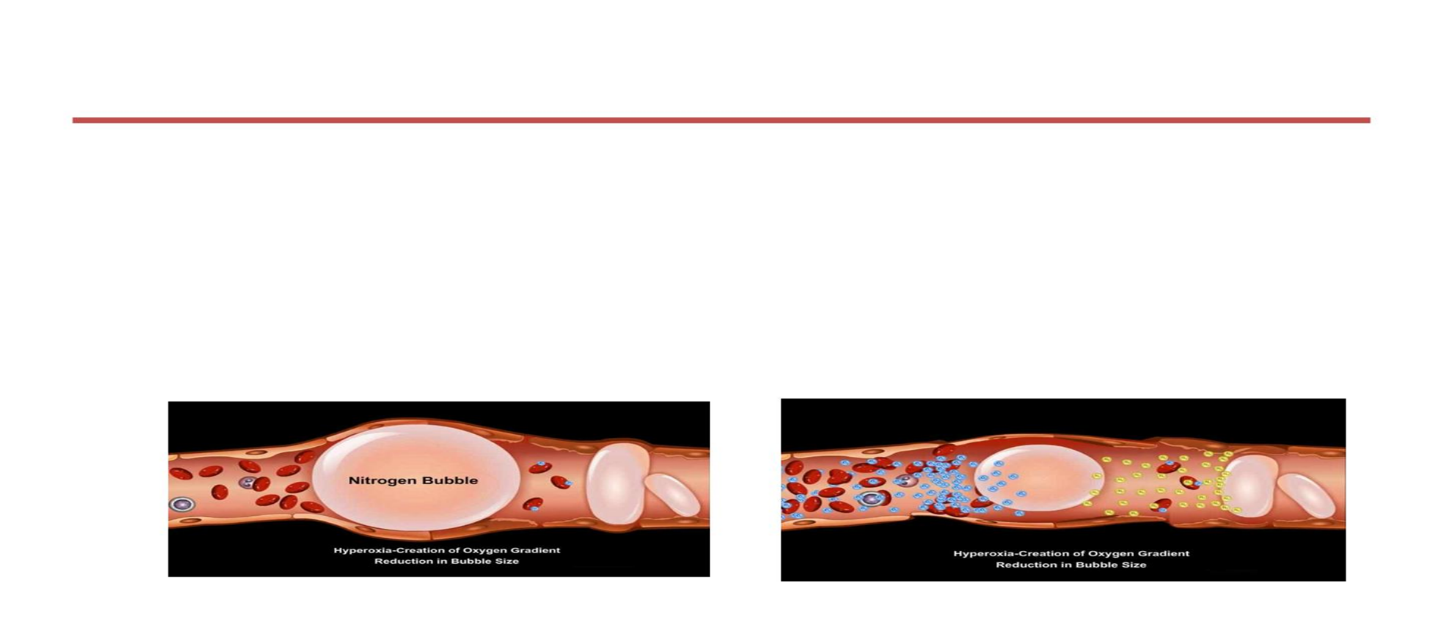 Nitrogen Bubble
Hyperoxia-Creation of Oxygen Gradient
Reduction in Bubble Size
Hyperoxia-Creation of Oxygen Gradient
Reduction in Bubble Size